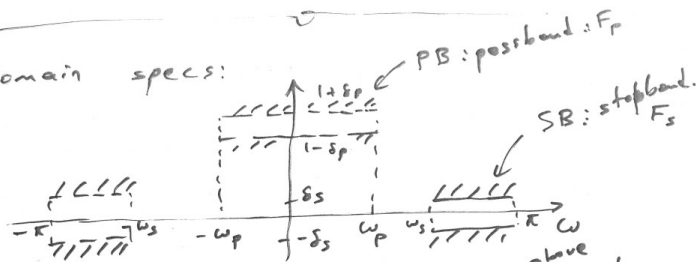 omain specs:
PB: passband: Fp
1+δp
SB: stopband.
Fs
1-δp
δs
-π
ωs
-ωp
-δs
ωp
ωs
π
ω
above